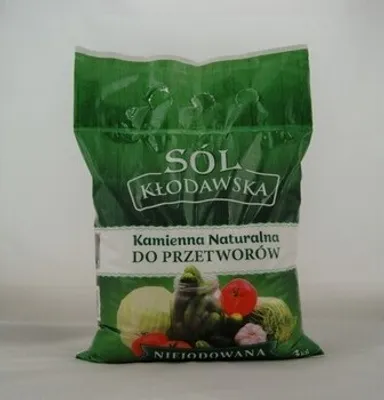 SÓL
KŁODAWSKA
Kamienna Naturalna
DO PRZETWORÓW
NIEJODOWANA